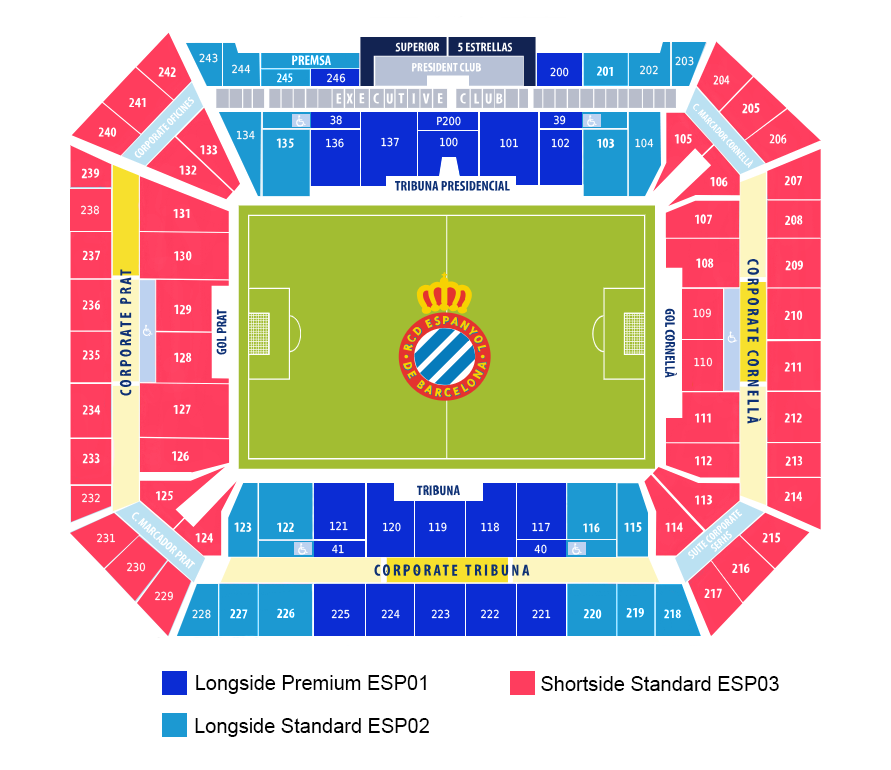 SUPERIOR 5 ESTRELLAS
243 244 PREMSA 245 246 PRESIDENT CLUB 200 201 202 203
242 204
241 205
240 206
CORPORATE OFICINES
EXECUTIVE CLUB
C. MARCADOR CORNELLÀ
134 135 38 136 137 P200 100 101 39 102 103 104
133 132 105 106
TRIBUNA PRESIDENCIAL
239 207
238 131 107 208
237 130 108 209
236 129 109 210
235 128 110 211
234 127 111 212
233 126 112 213
232 125 113 214
CORPORATE PRAT
GOL PRAT
RCD ESPANYOL
DE BARCELONA
GOL CORNELLÀ
CORPORATE CORNELLÀ
TRIBUNA
231 124 123 122 121 120 119 118 117 116 115 114 215
41 40
C. MARCADOR PRAT
SUITE CORPORATE
SERHS
230 216
CORPORATE TRIBUNA
229 217
228 227 226 225 224 223 222 221 220 219 218
Longside Premium ESP01
Shortside Standard ESP03
Longside Standard ESP02